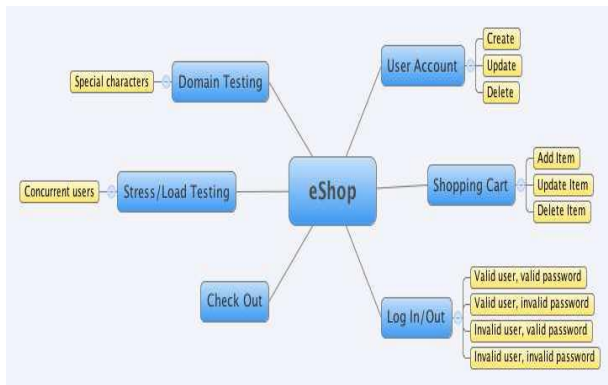 eShop
User Account
Create
Update
Delete
Shopping Cart
Add Item
Update Item
Delete Item
Log In/Out
Valid user, valid password
Valid user, invalid password
Invalid user, valid password
Invalid user, invalid password
Check Out
Stress/Load Testing
Concurrent users
Domain Testing
Special characters